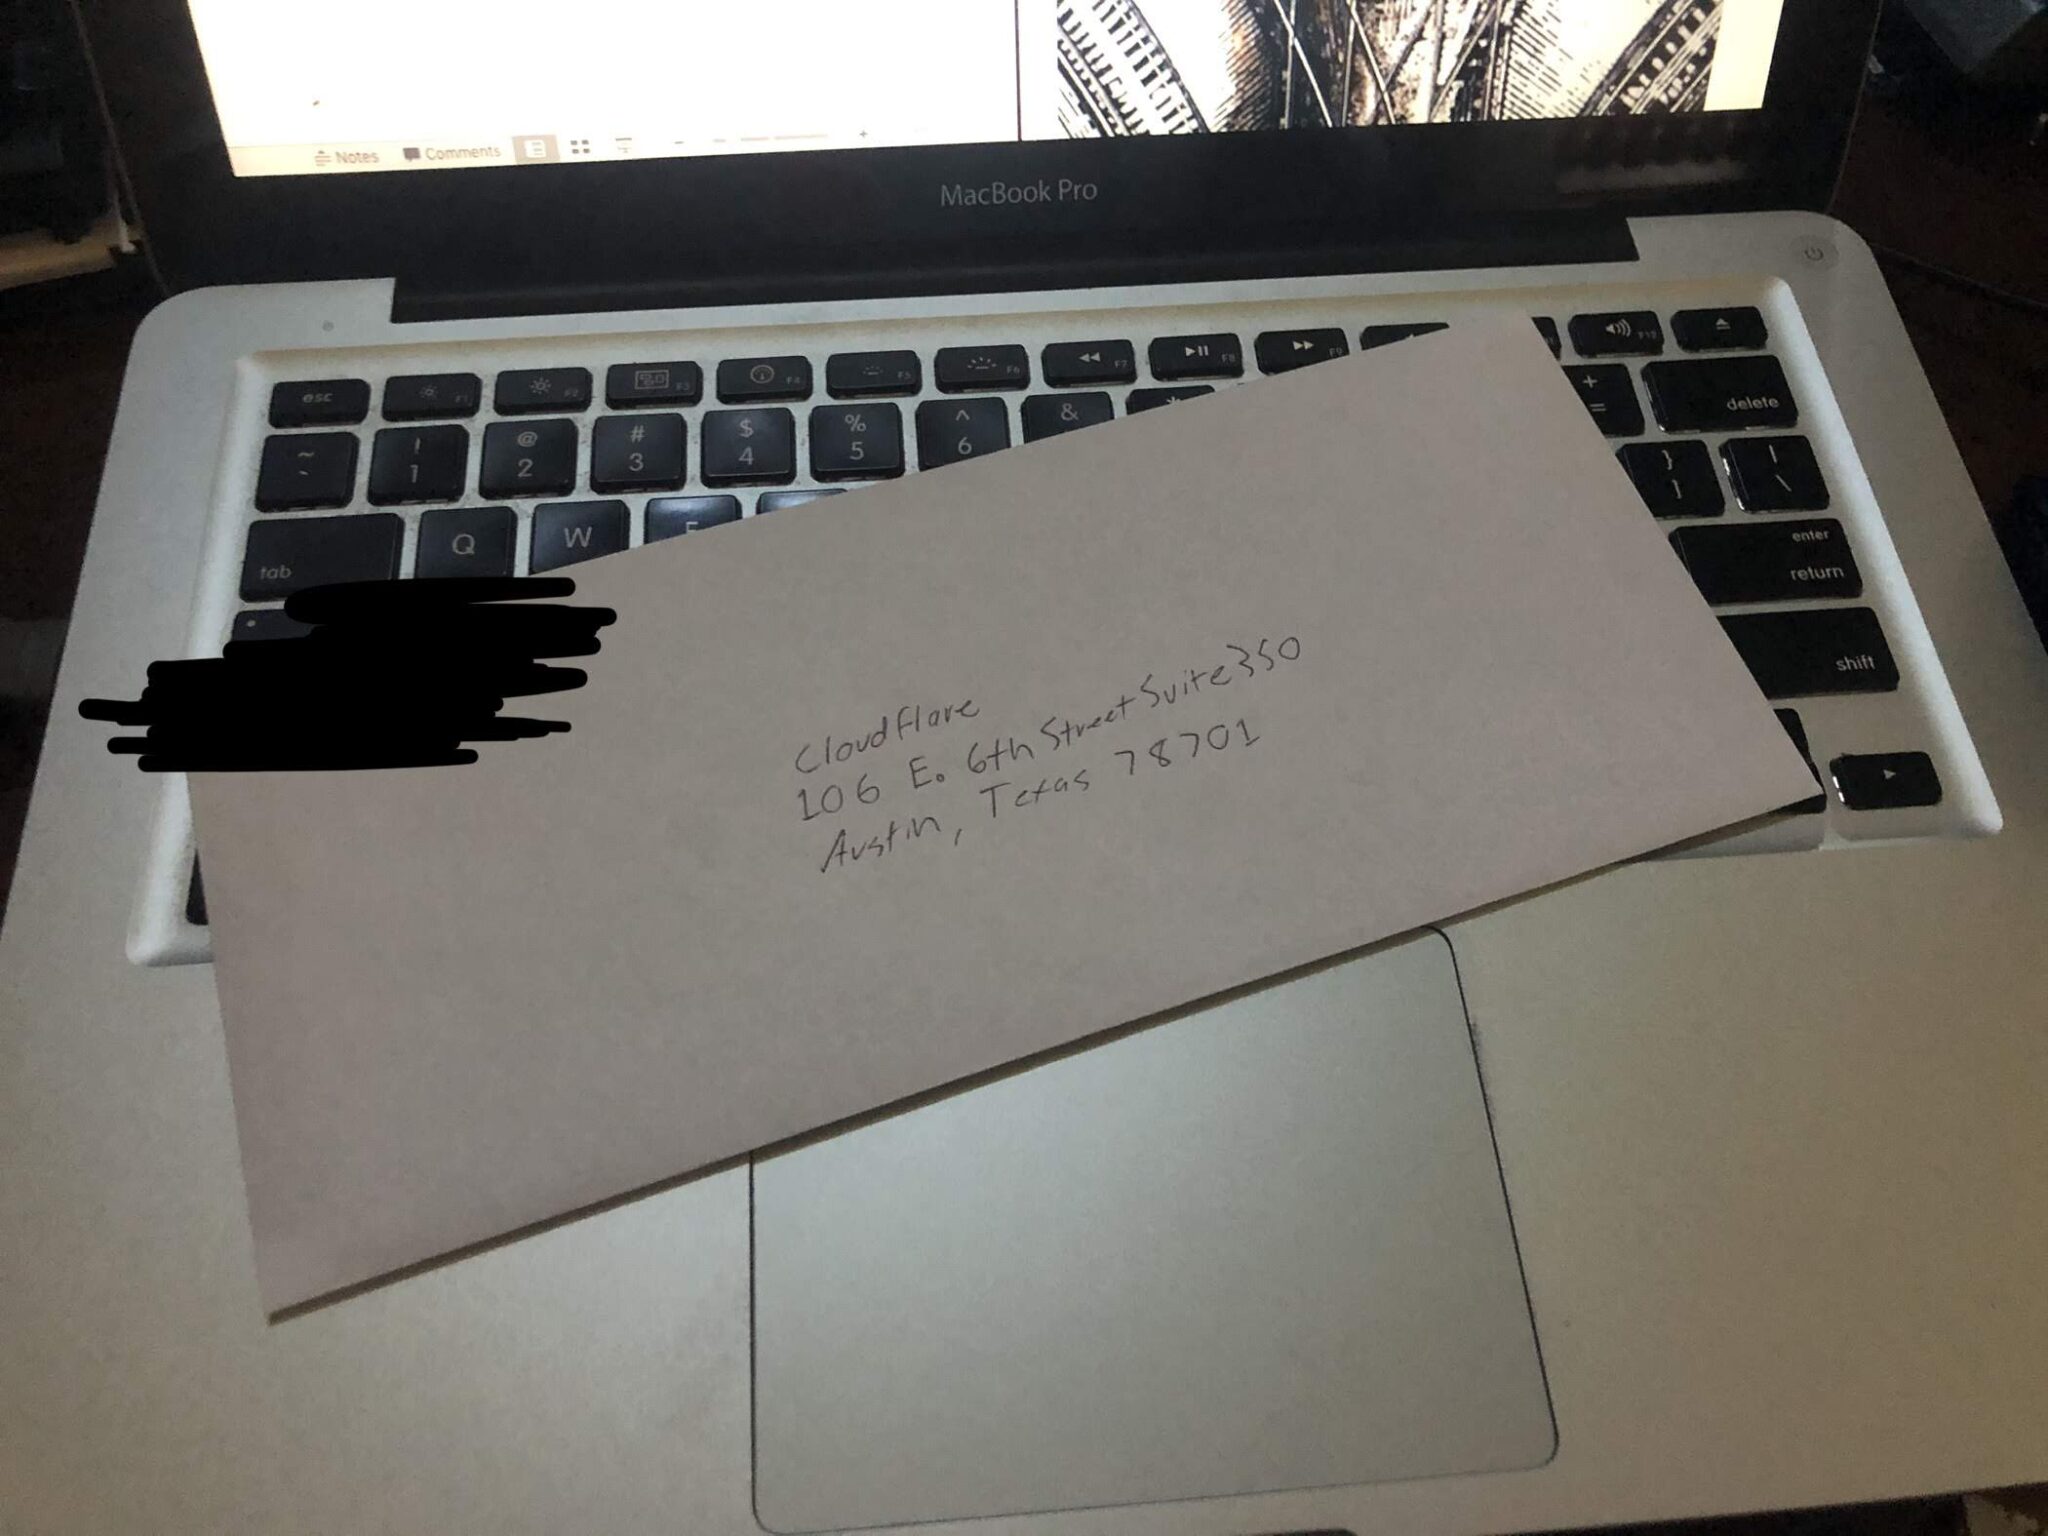 Notes Comments
MacBook Pro
esc F1 F2 F3 F4 F5 F6 F7 F8 F9 F12
~ ` ! 1 @ 2 # 3 $ 4 % 5 ^ 6 & + = delete
tab Q W } ] | \
enter
return
shift
Cloudflare
106 E. 6th Street Suite 350
Austin, Texas 78701